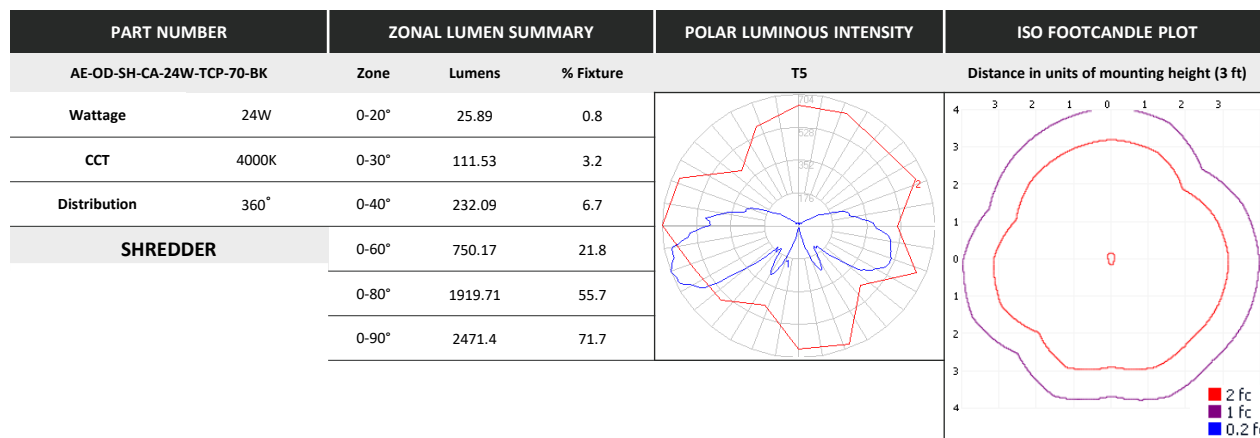 PART NUMBER ZONAL LUMEN SUMMARY POLAR LUMINOUS INTENSITY ISO FOOTCANDLE PLOT
AE-OD-SH-CA-24W-TCP-70-BK Zone Lumens % Fixture T5 Distance in units of mounting height (3 ft)
Wattage 24W 0-20° 25.89 0.8
CCT 4000K 0-30° 111.53 3.2
Distribution 360° 0-40° 232.09 6.7
SHREDDER 0-60° 750.17 21.8
0-80° 1919.71 55.7
0-90° 2471.4 71.7
704
528
352
176
2
1
3 2 1 0 1 2 3
4
3
2
1
0
1
2
3
4
2 fc
1 fc
0.2 f